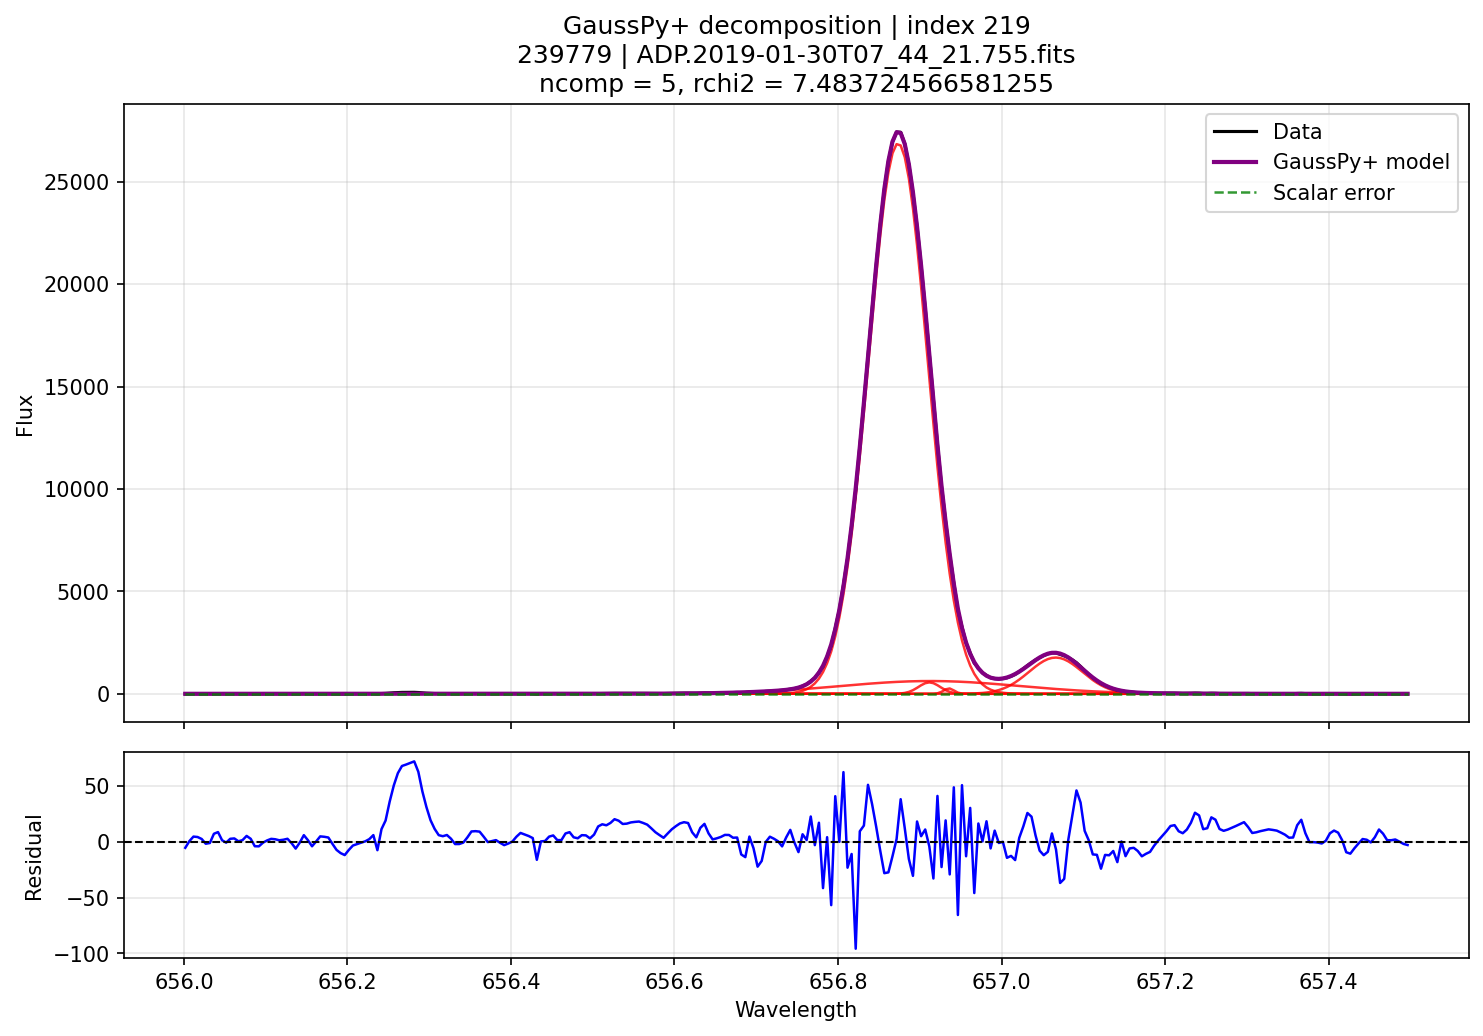 GaussPy+ decomposition | index 219
239779 | ADP.2019-01-30T07_44_21.755.fits
ncomp = 5, rchi2 = 7.483724566581255
Data
GaussPy+ model
Scalar error
Flux
25000
20000
15000
10000
5000
0
Residual
50
0
−50
−100
656.0 656.2 656.4 656.6 656.8 657.0 657.2 657.4
Wavelength